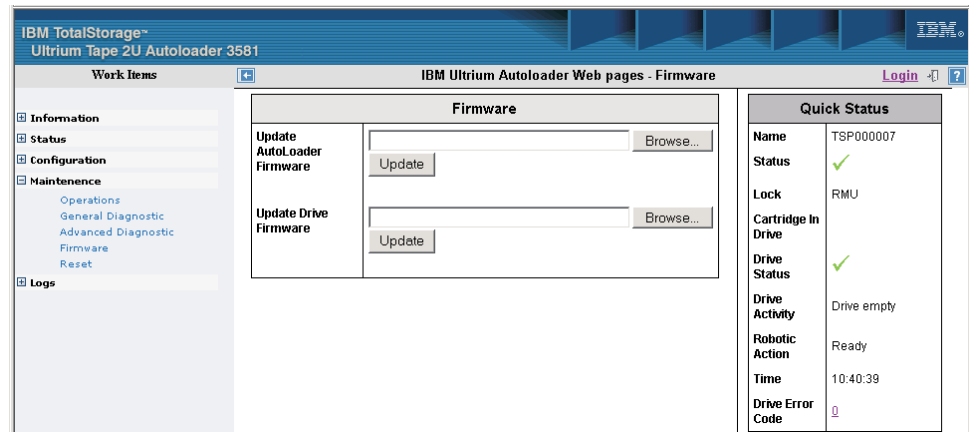 IBM TotalStorage™
Ultrium Tape 2U Autoloader 3581
IBM®
Work Items
IBM Ultrium Autoloader Web pages - Firmware
Login
?
Information
Status
Configuration
Maintenence
Operations
General Diagnostic
Advanced Diagnostic
Firmware
Reset
Logs
Firmware
Update
AutoLoader
Firmware
Browse...
Update
Update Drive
Firmware
Browse...
Update
Quick Status
Name TSP000007
Status
Lock RMU
Cartridge In
Drive
Drive
Status
Drive
Activity Drive empty
Robotic
Action Ready
Time 10:40:39
Drive Error
Code 0